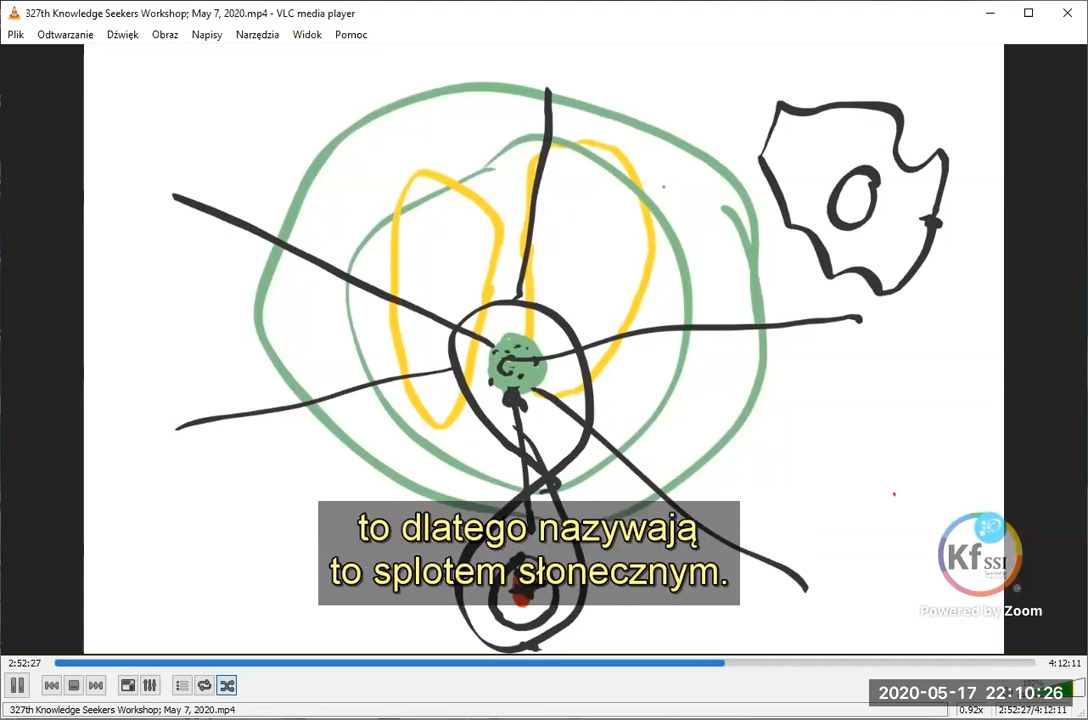 327th Knowledge Seekers Workshop; May 7, 2020.mp4 - VLC media player
Plik Odtwarzanie Dźwięk Obraz Napisy Narzędzia Widok Pomoc
to dlatego nazywają
to splotem słonecznym.
Kf SSI
Powered by Zoom
2:52:27 4:12:11
2020-05-17 22:10:26
327th Knowledge Seekers Workshop; May 7, 2020.mp4 0.92x 2:52:27/4:12:11